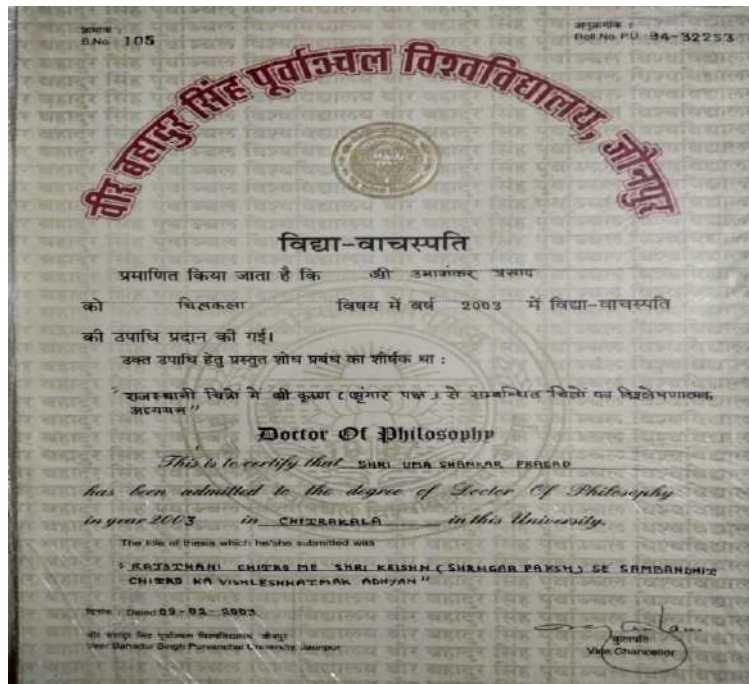 क्रमांक :
S.No. 105
अनुक्रमांक :
Roll.No.P.U. 94-32253
वीर बहादुर सिंह पूर्वाञ्चल विश्वविद्यालय, जौनपुर
विद्या-वाचस्पति
प्रमाणित किया जाता है कि श्री उमाशंकर प्रसाद
को चित्रकला विषय में वर्ष 2003 में विद्या-वाचस्पति
की उपाधि प्रदान की गई।
उक्त उपाधि हेतु प्रस्तुत शोध प्रबंध का शीर्षक था :
"राजस्थानी चित्रों में श्री कृष्ण (शृंगार पक्ष) से सम्बन्धित चित्रों का विश्लेषणात्मक
अध्ययन"
Doctor Of Philosophy
This is to certify that SHRI UMA SHANKAR PRASAD
has been admitted to the degree of Doctor Of Philosophy
in year 2003 in CHITRAKALA in this University.
The title of thesis which he/she submitted was
"RAJSTHANI CHITRO ME SHRI KRISHN (SHRNGAR PAKSH) SE SAMBANDHIT
CHITRO KA VISHLESHNATMAK ADHYAN"
दिनांक : Dated 09-02-2003
वीर बहादुर सिंह पूर्वाञ्चल विश्वविद्यालय, जौनपुर
Veer Bahadur Singh Purvanchal University, Jaunpur
कुलपति
Vice Chancellor